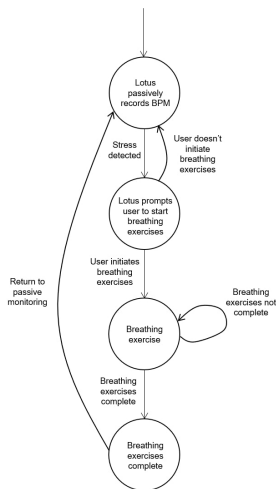 Lotus
passively
records BPM
Stress
detected
User doesn't
initiate
breathing
exercises
Lotus prompts
user to start
breathing
exercises
User initiates
breathing
exercises
Return to
passive
monitoring
Breathing
exercises not
complete
Breathing
exercise
Breathing
exercises
complete
Breathing
exercises
complete